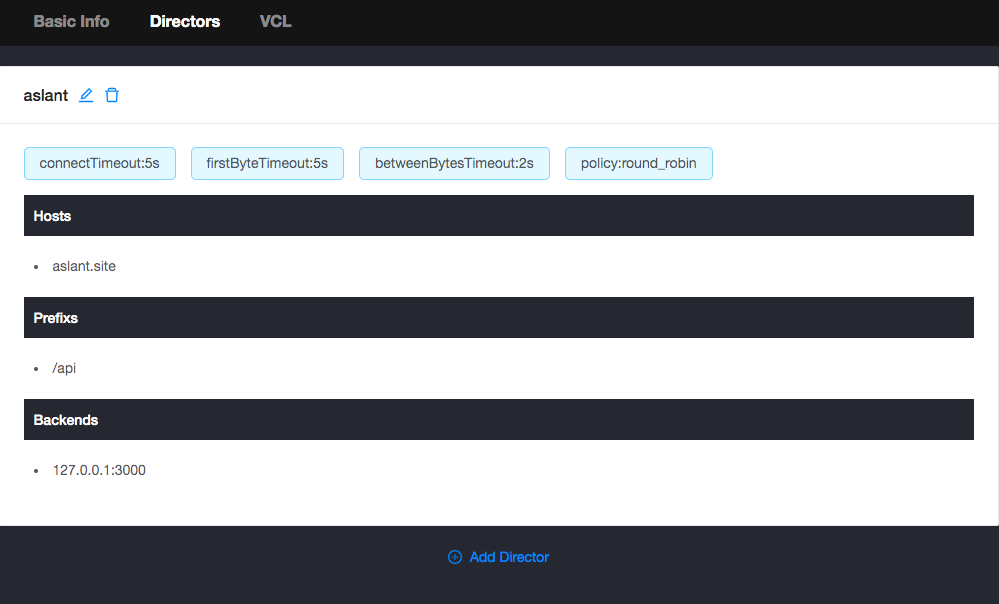 Basic Info Directors VCL
aslant
connectTimeout:5s firstByteTimeout:5s betweenBytesTimeout:2s policy:round_robin
Hosts
• aslant.site
Prefixs
• /api
Backends
• 127.0.0.1:3000
Add Director